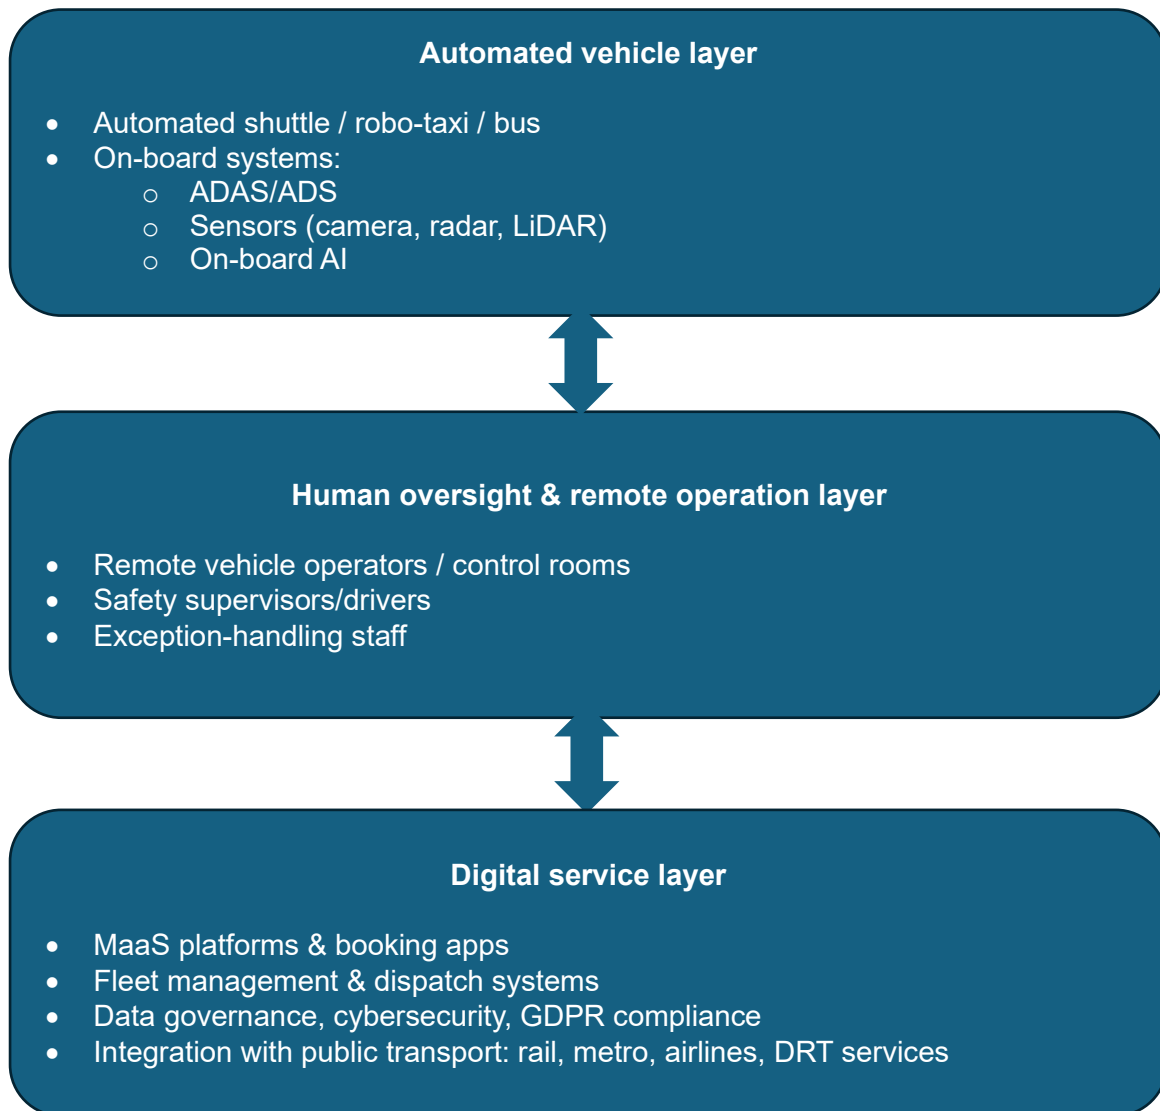 Automated vehicle layer
• Automated shuttle / robo-taxi / bus
• On-board systems:
o ADAS/ADS
o Sensors (camera, radar, LiDAR)
o On-board AI
Human oversight & remote operation layer
• Remote vehicle operators / control rooms
• Safety supervisors/drivers
• Exception-handling staff
Digital service layer
• MaaS platforms & booking apps
• Fleet management & dispatch systems
• Data governance, cybersecurity, GDPR compliance
• Integration with public transport: rail, metro, airlines, DRT services